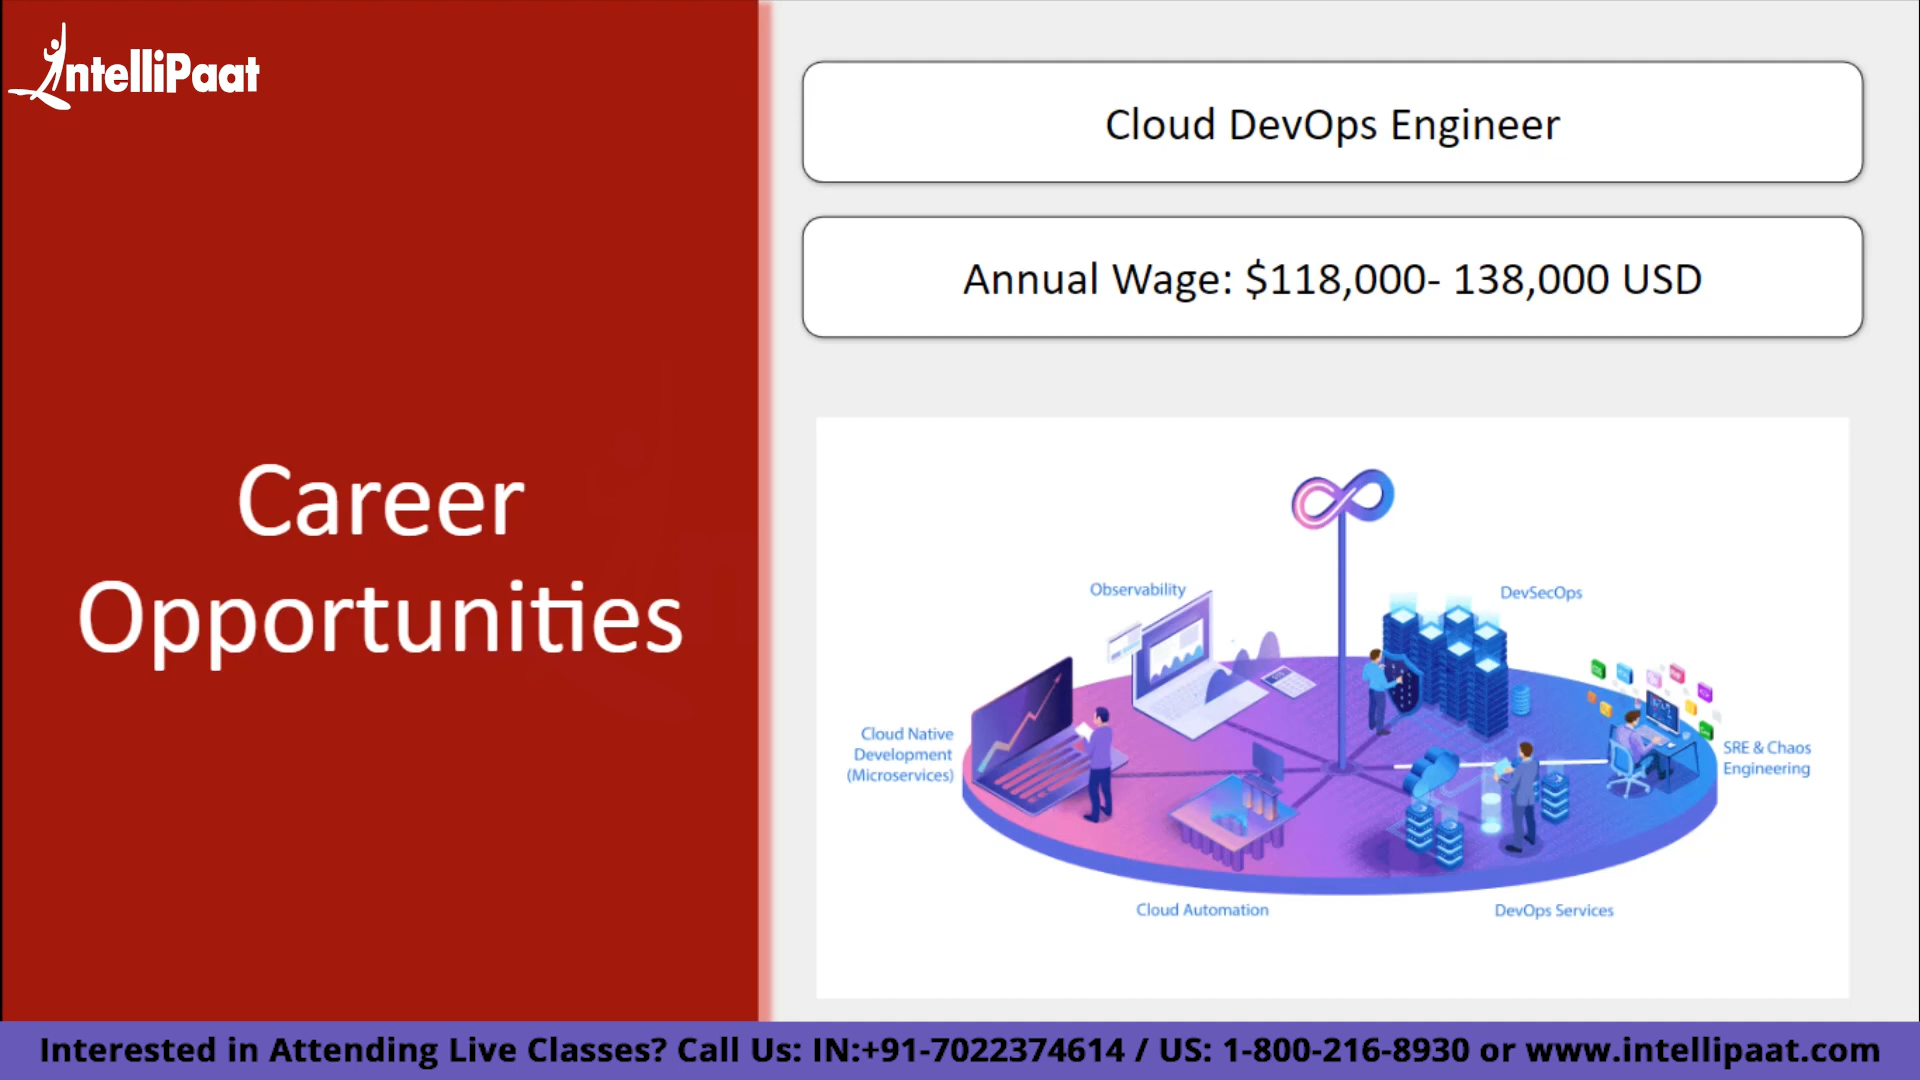 IntelliPaat
Career
Opportunities
Cloud DevOps Engineer
Annual Wage: $118,000- 138,000 USD
Observability
DevSecOps
Cloud Native
Development
(Microservices)
SRE & Chaos
Engineering
Cloud Automation
DevOps Services
Interested in Attending Live Classes? Call Us: IN:+91-7022374614 / US: 1-800-216-8930 or www.intellipaat.com